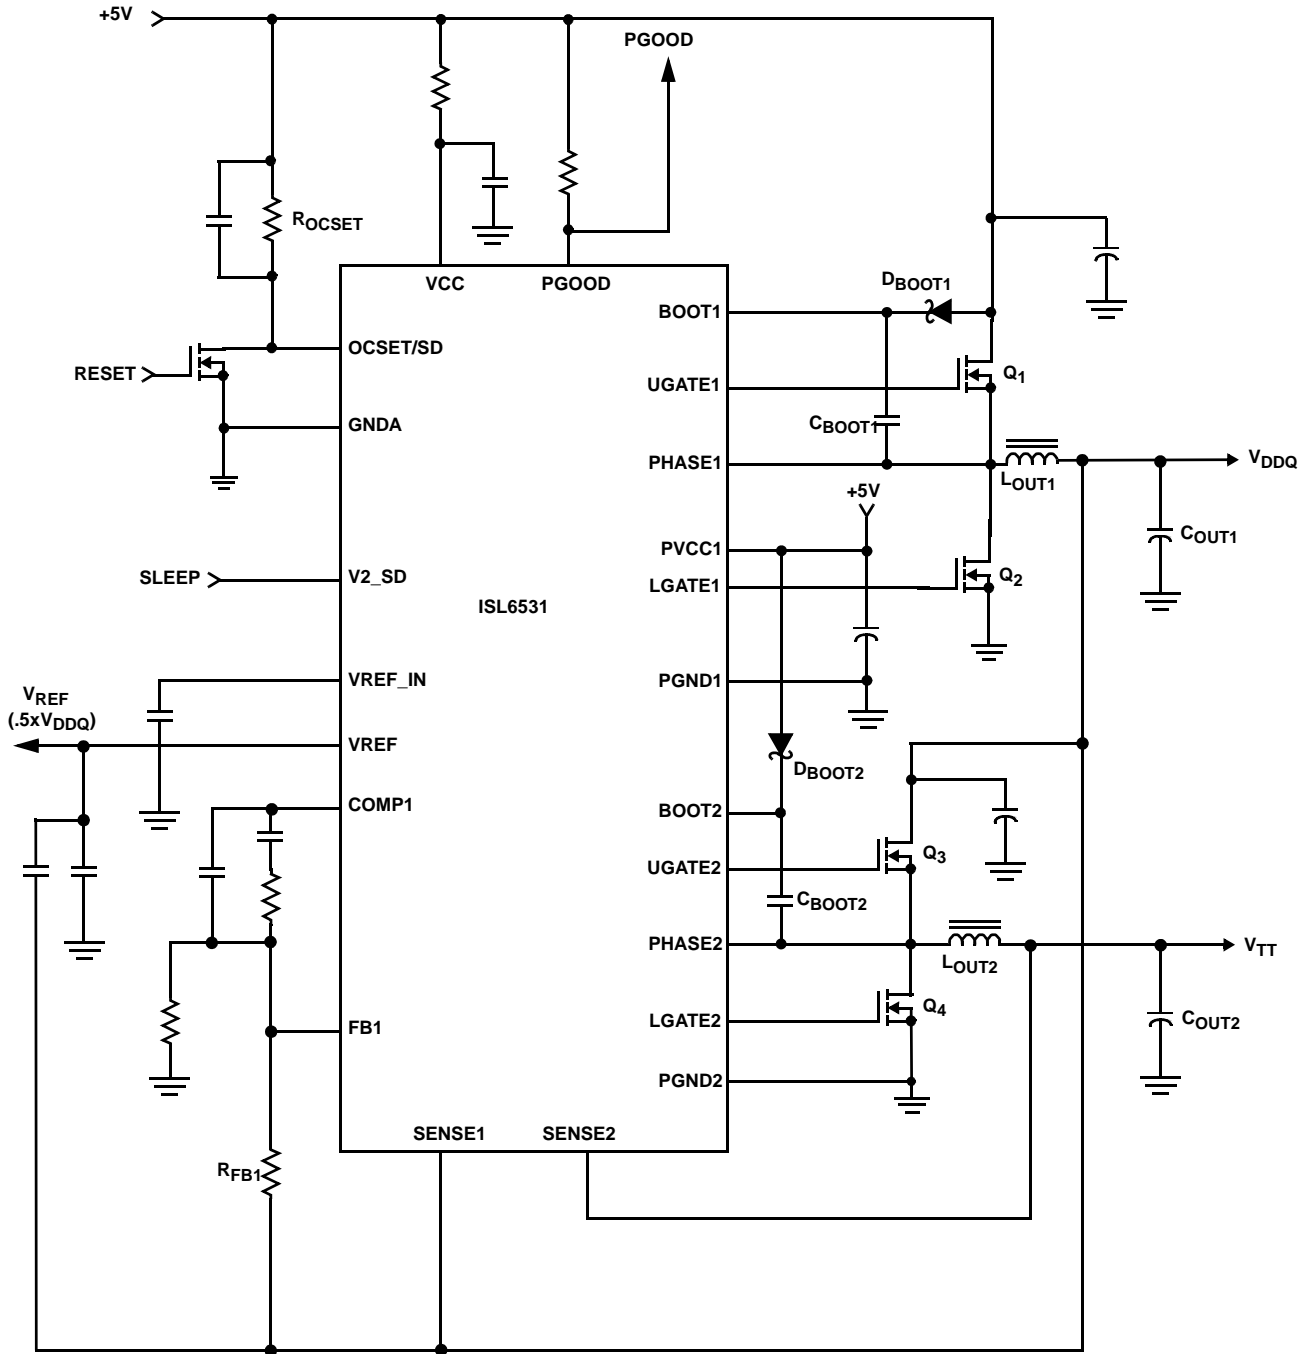 +5V
PGOOD
ROCSET
VCC
PGOOD
DBOOT1
BOOT1
OCSET/SD
RESET
UGATE1
Q1
GNDA
CBOOT1
PHASE1
LOUT1
VDDQ
+5V
COUT1
PVCC1
SLEEP
V2_SD
LGATE1
Q2
ISL6531
VREF_IN
PGND1
VREF
(.5xVDDQ)
VREF
DBOOT2
COMP1
BOOT2
Q3
UGATE2
CBOOT2
PHASE2
LOUT2
VTT
Q4
FB1
LGATE2
COUT2
PGND2
SENSE1
SENSE2
RFB1